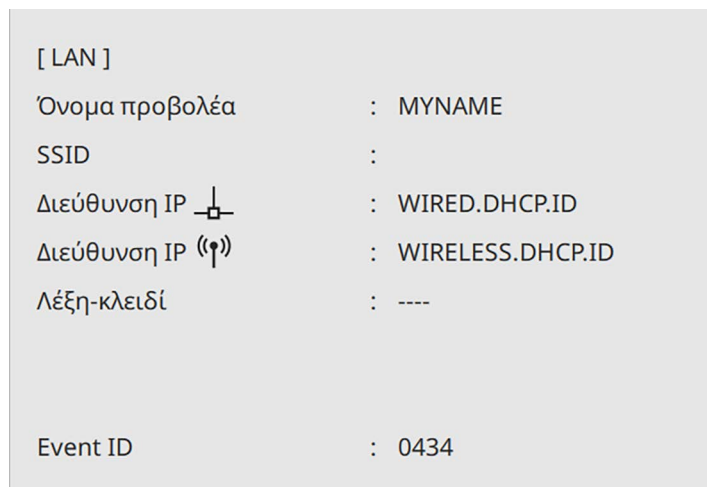 [ LAN ]
Όνομα προβολέα : MYNAME
SSID :
Διεύθυνση IP : WIRED.DHCP.ID
Διεύθυνση IP : WIRELESS.DHCP.ID
Λέξη-κλειδί : ----
Event ID : 0434